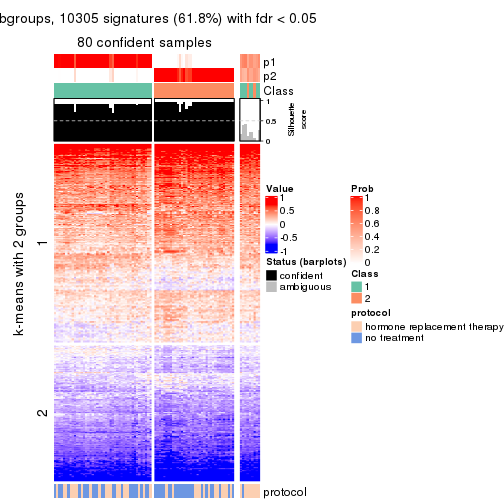 bgroups, 10305 signatures (61.8%) with fdr < 0.05
80 confident samples
p1
p2
Class
1
0.5
0
Silhouette
score
k-means with 2 groups
1
2
Value
1
0.5
0
-0.5
-1
Status (barplots)
confident
ambiguous
Prob
1
0.8
0.6
0.4
0.2
0
Class
1
2
protocol
hormone replacement therapy
no treatment
protocol